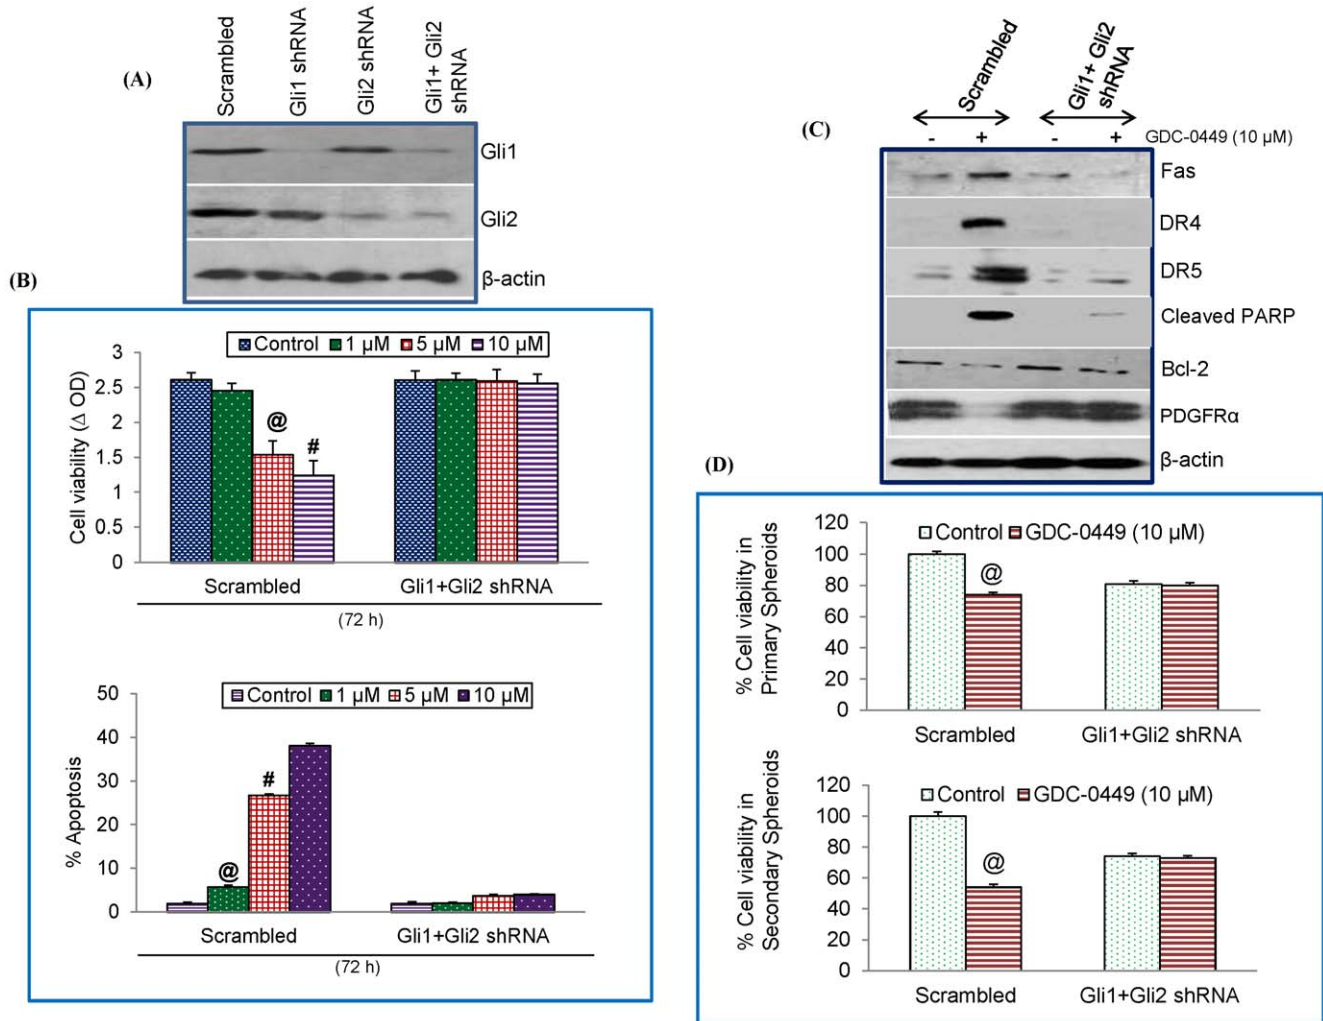 (A)
Scrambled
Gli1 shRNA
Gli2 shRNA
Gli1+ Gli2
shRNA
Gli1
Gli2
β-actin
(B)
Control 1 µM 5 µM 10 µM
Cell viability (Δ OD)
3
2.5
2
1.5
1
0.5
0
@
#
Scrambled Gli1+Gli2 shRNA
(72 h)
Control 1 µM 5 µM 10 µM
% Apoptosis
50
40
30
20
10
0
@
#
Scrambled Gli1+Gli2 shRNA
(72 h)
(C)
Scrambled
Gli1+ Gli2
shRNA
- + - + GDC-0449 (10 µM)
Fas
DR4
DR5
Cleaved PARP
Bcl-2
PDGFRα
β-actin
(D)
% Cell viability in
Primary Spheroids
120
100
80
60
40
20
0
Control GDC-0449 (10 µM)
@
Scrambled Gli1+Gli2 shRNA
% Cell viability in
Secondary Spheroids
120
100
80
60
40
20
0
Control GDC-0449 (10 µM)
@
Scrambled Gli1+Gli2 shRNA